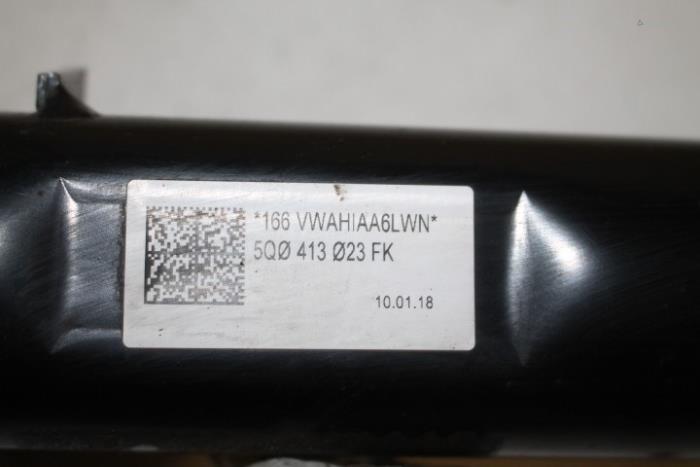 *166 VWAHIAA6LWN*
5QØ 413 Ø23 FK
10.01.18